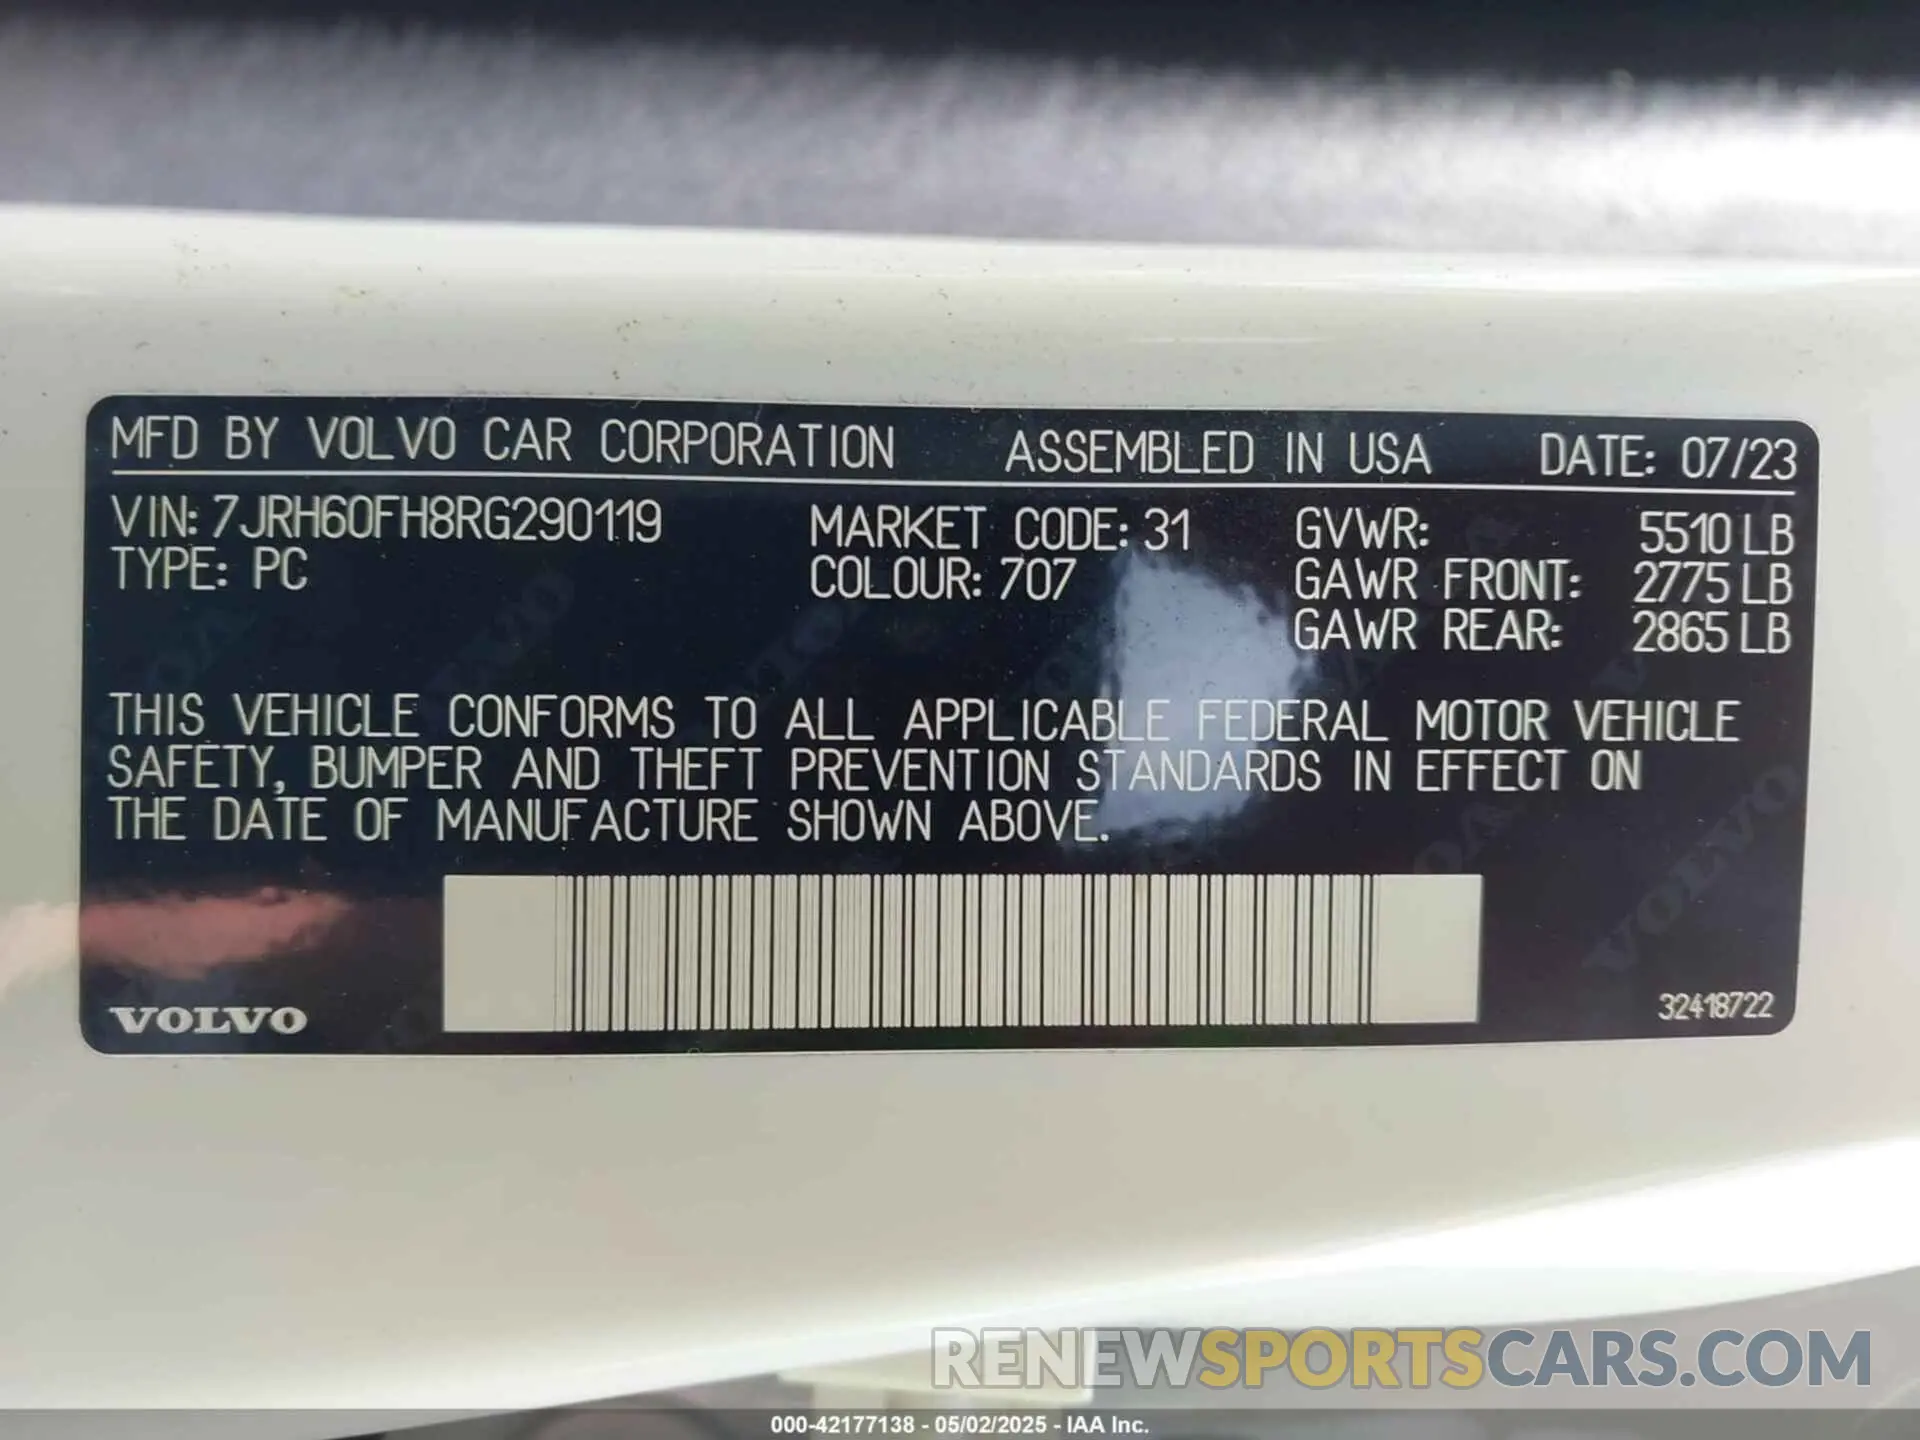 MFD BY VOLVO CAR CORPORATION ASSEMBLED IN USA DATE: 07/23
VIN: 7JRH60FH8RG290119 MARKET CODE: 31 GVWR: 5510 LB
TYPE: PC COLOUR: 707 GAWR FRONT: 2775 LB
GAWR REAR: 2865 LB
THIS VEHICLE CONFORMS TO ALL APPLICABLE FEDERAL MOTOR VEHICLE
SAFETY, BUMPER AND THEFT PREVENTION STANDARDS IN EFFECT ON
THE DATE OF MANUFACTURE SHOWN ABOVE.
VOLVO 32418722
RENEWSPORTSCARS.COM
000-42177138 - 05/02/2025 - IAA Inc.